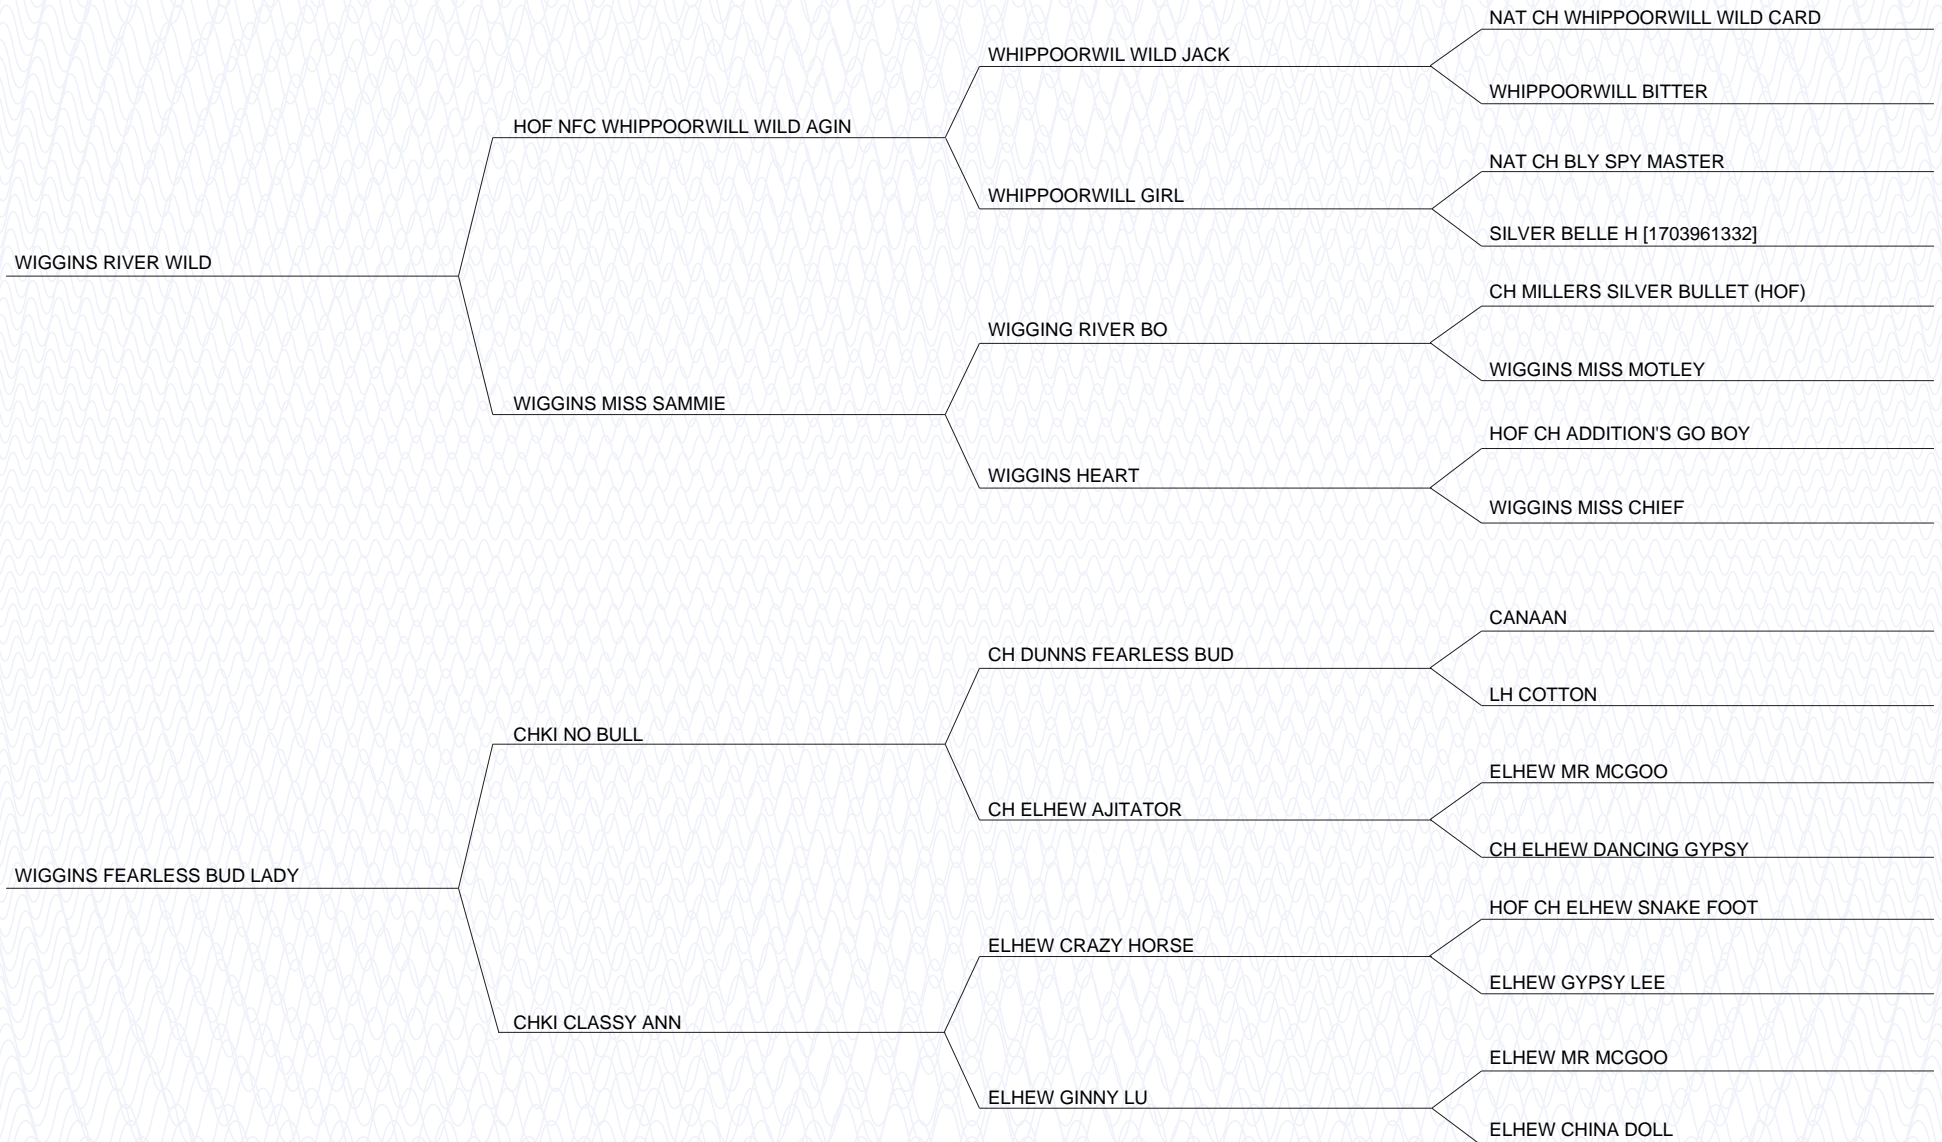 NAT CH WHIPPOORWILL WILD CARD
WHIPPOORWIL WILD JACK
WHIPPOORWILL BITTER
HOF NFC WHIPPOORWILL WILD AGIN
NAT CH BLY SPY MASTER
WHIPPOORWILL GIRL
SILVER BELLE H [1703961332]
WIGGINS RIVER WILD
CH MILLERS SILVER BULLET (HOF)
WIGGING RIVER BO
WIGGINS MISS MOTLEY
WIGGINS MISS SAMMIE
HOF CH ADDITION'S GO BOY
WIGGINS HEART
WIGGINS MISS CHIEF
CANAAN
CH DUNNS FEARLESS BUD
LH COTTON
CHKI NO BULL
ELHEW MR MCGOO
CH ELHEW AJITATOR
CH ELHEW DANCING GYPSY
WIGGINS FEARLESS BUD LADY
HOF CH ELHEW SNAKE FOOT
ELHEW CRAZY HORSE
ELHEW GYPSY LEE
CHKI CLASSY ANN
ELHEW MR MCGOO
ELHEW GINNY LU
ELHEW CHINA DOLL